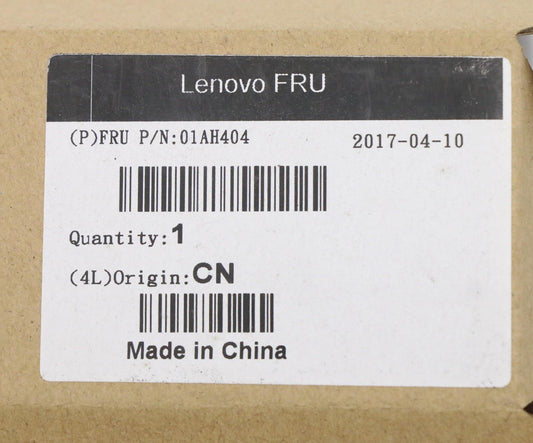 Lenovo FRU
(P)FRU P/N:01AH404 2017-04-10
Quantity:1
(4L)Origin:CN
Made in China